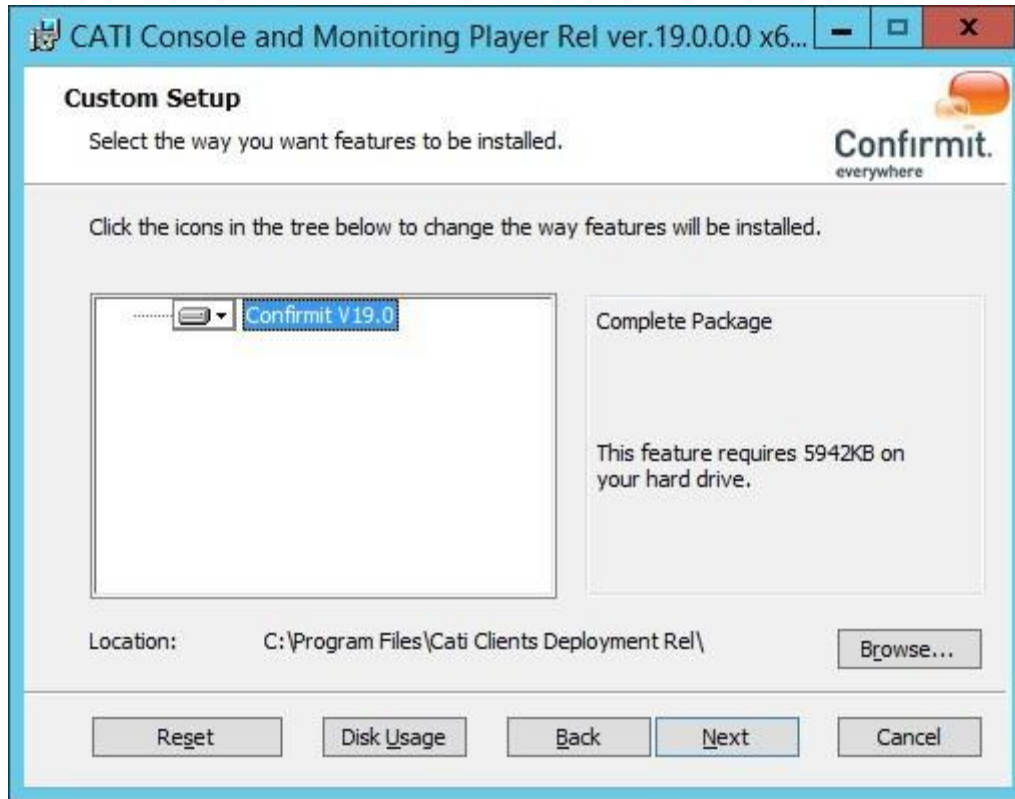 CATI Console and Monitoring Player Rel ver.19.0.0.0 x6...
Custom Setup
Select the way you want features to be installed.
Confirmit.
everywhere
Click the icons in the tree below to change the way features will be installed.
Confirmit V19.0
Complete Package
This feature requires 5942KB on
your hard drive.
Location: C:\Program Files\Cati Clients Deployment Rel\
Browse...
Reset Disk Usage Back Next Cancel